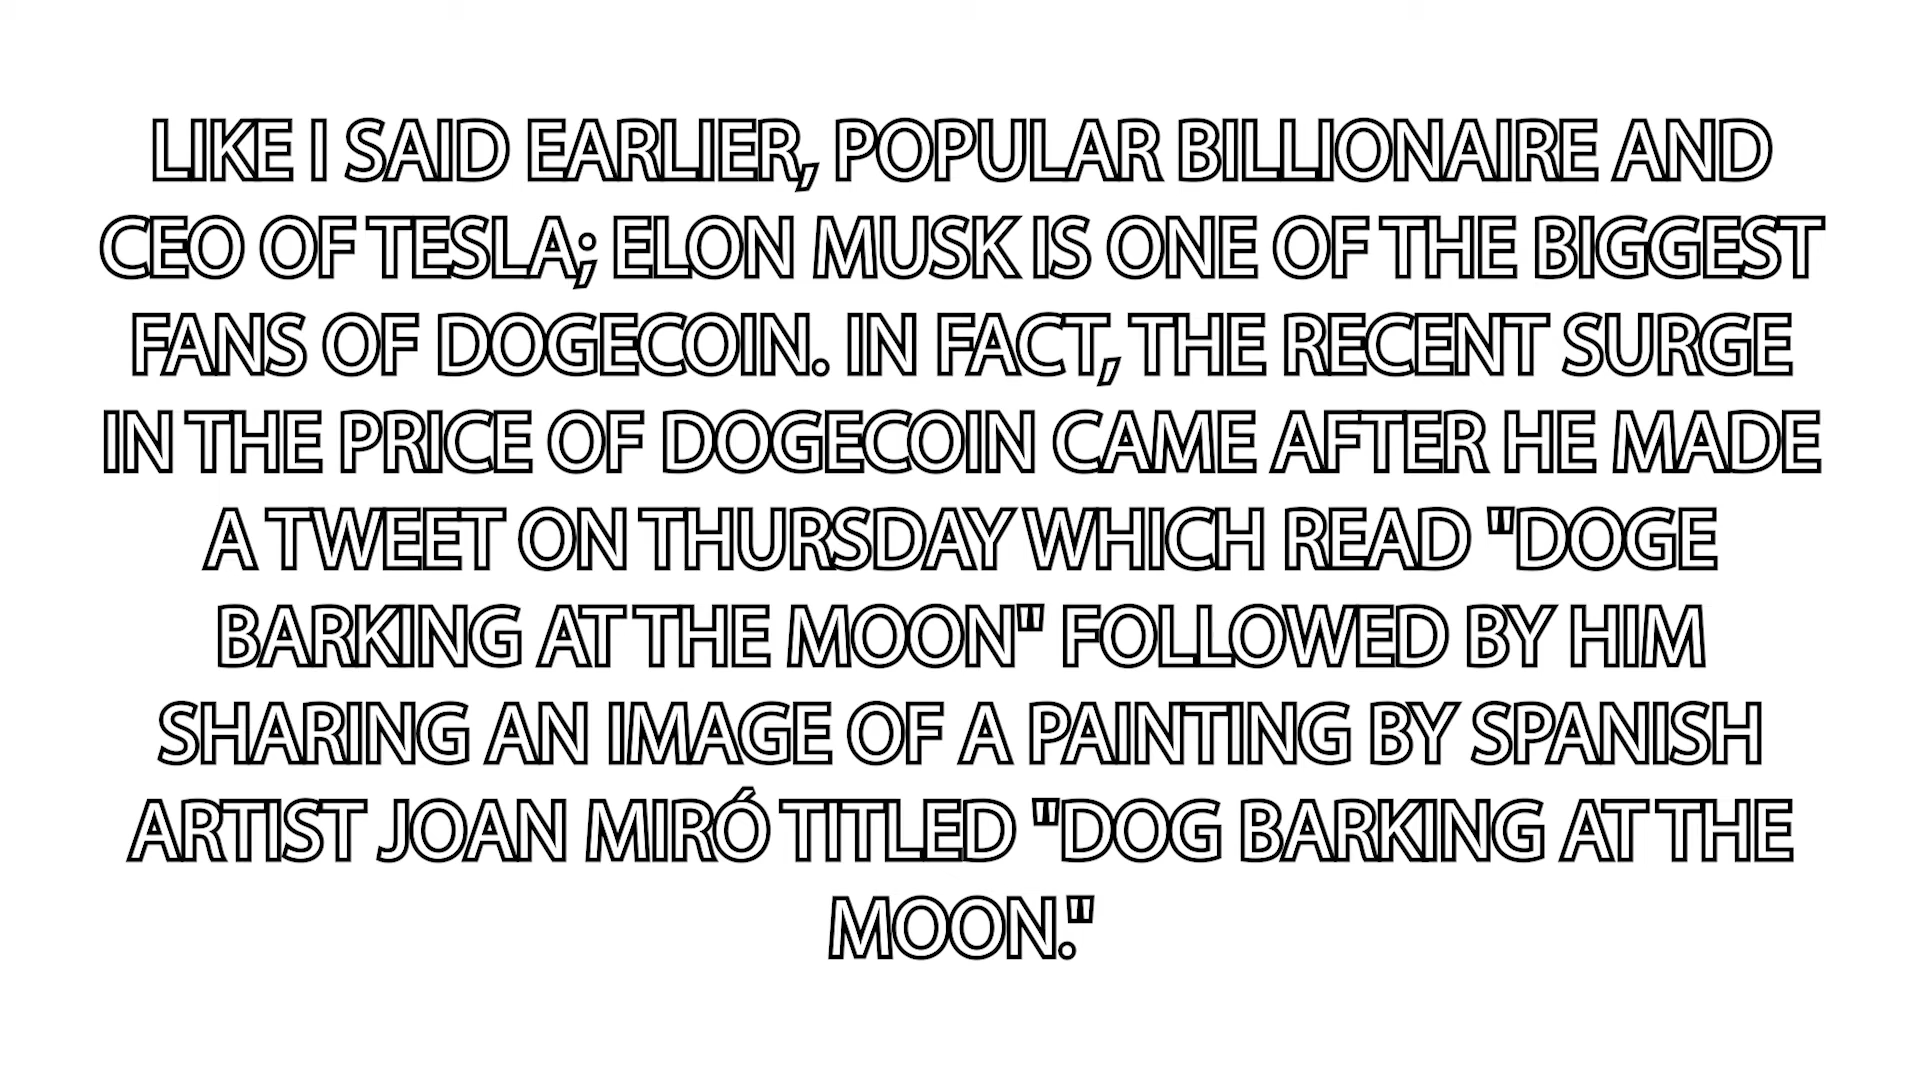 LIKE I SAID EARLIER, POPULAR BILLIONAIRE AND
CEO OF TESLA; ELON MUSK IS ONE OF THE BIGGEST
FANS OF DOGECOIN. IN FACT, THE RECENT SURGE
IN THE PRICE OF DOGECOIN CAME AFTER HE MADE
A TWEET ON THURSDAY WHICH READ "DOGE
BARKING AT THE MOON" FOLLOWED BY HIM
SHARING AN IMAGE OF A PAINTING BY SPANISH
ARTIST JOAN MIRÓ TITLED "DOG BARKING AT THE
MOON."